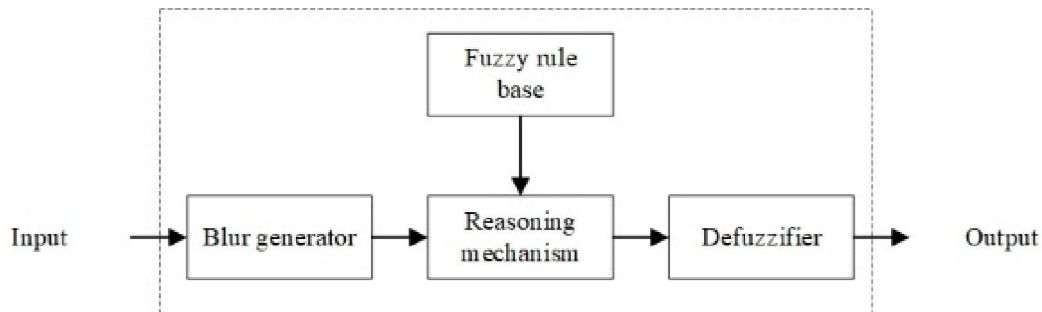 Fuzzy rule
base
Input
Blur generator
Reasoning
mechanism
Defuzzifier
Output